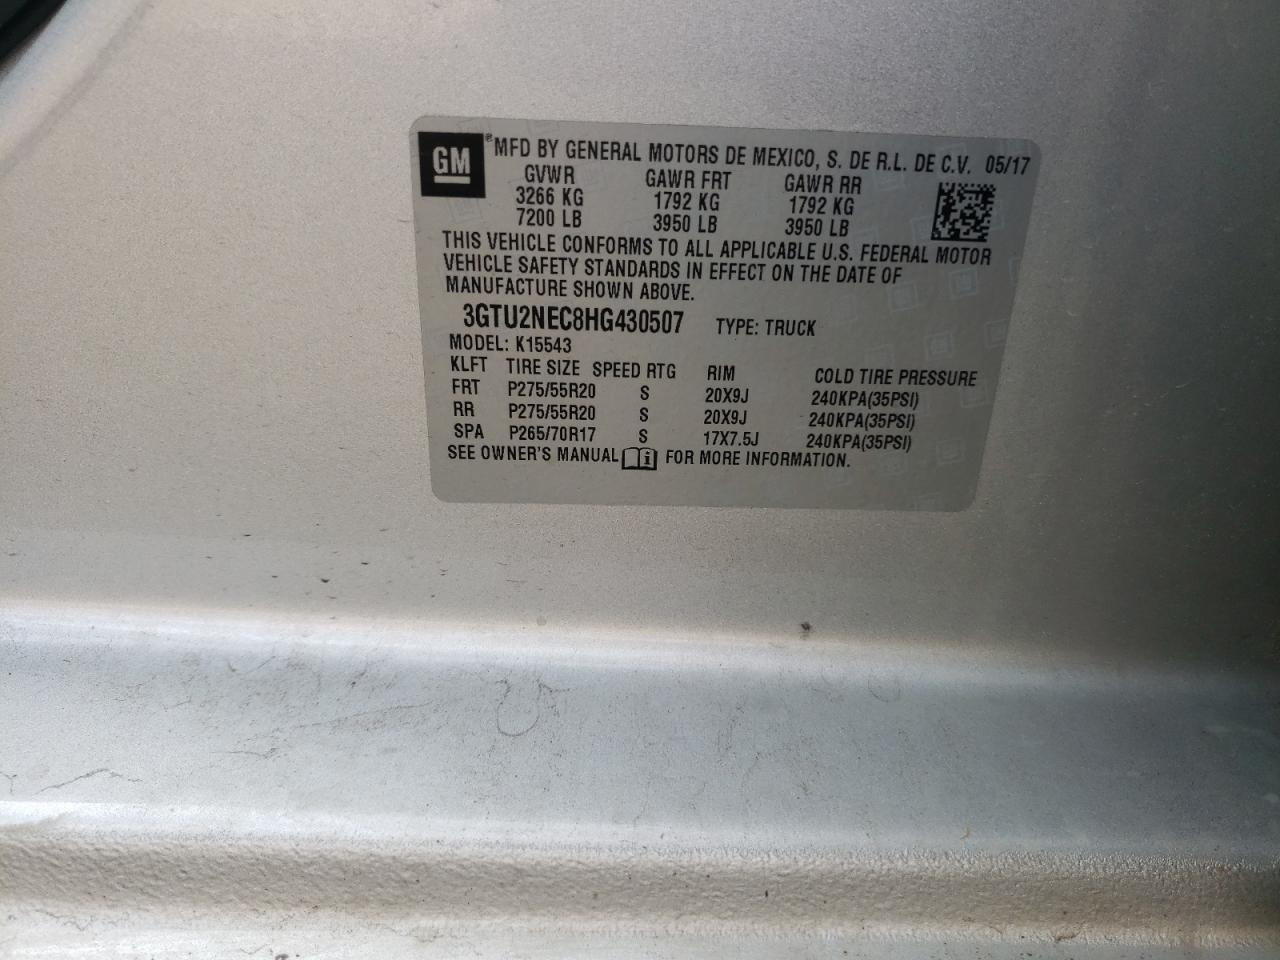 GM ® MFD BY GENERAL MOTORS DE MEXICO, S. DE R.L. DE C.V. 05/17
GVWR GAWR FRT GAWR RR
3266 KG 1792 KG 1792 KG
7200 LB 3950 LB 3950 LB
THIS VEHICLE CONFORMS TO ALL APPLICABLE U.S. FEDERAL MOTOR
VEHICLE SAFETY STANDARDS IN EFFECT ON THE DATE OF
MANUFACTURE SHOWN ABOVE.
3GTU2NEC8HG430507 TYPE: TRUCK
MODEL: K15543
KLFT TIRE SIZE SPEED RTG RIM COLD TIRE PRESSURE
FRT P275/55R20 S 20X9J 240KPA(35PSI)
RR P275/55R20 S 20X9J 240KPA(35PSI)
SPA P265/70R17 S 17X7.5J 240KPA(35PSI)
SEE OWNER'S MANUAL i FOR MORE INFORMATION.